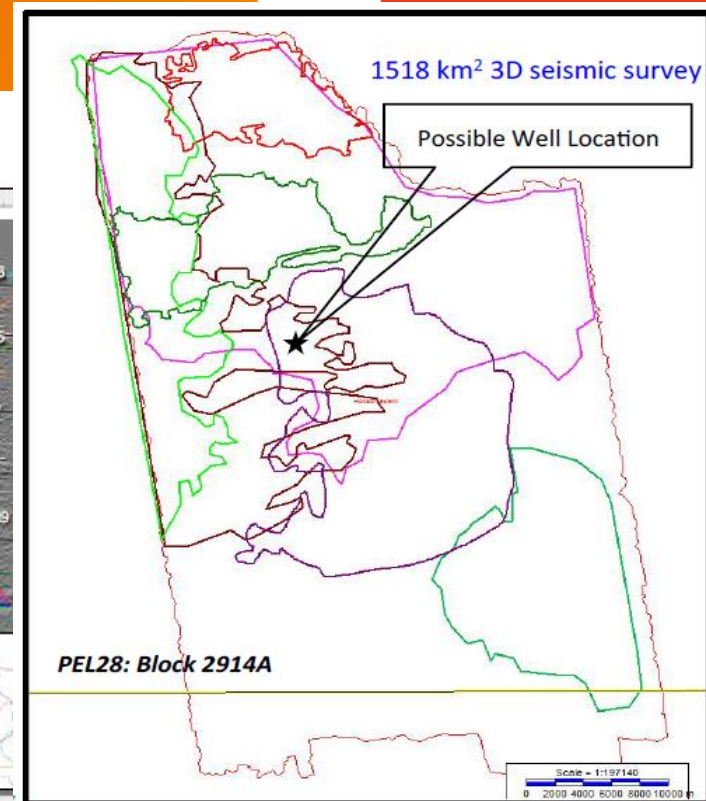 1518 km² 3D seismic survey
Possible Well Location
PEL28: Block 2914A
Scale = 1:197140
0 2000 4000 6000 8000 10000 m